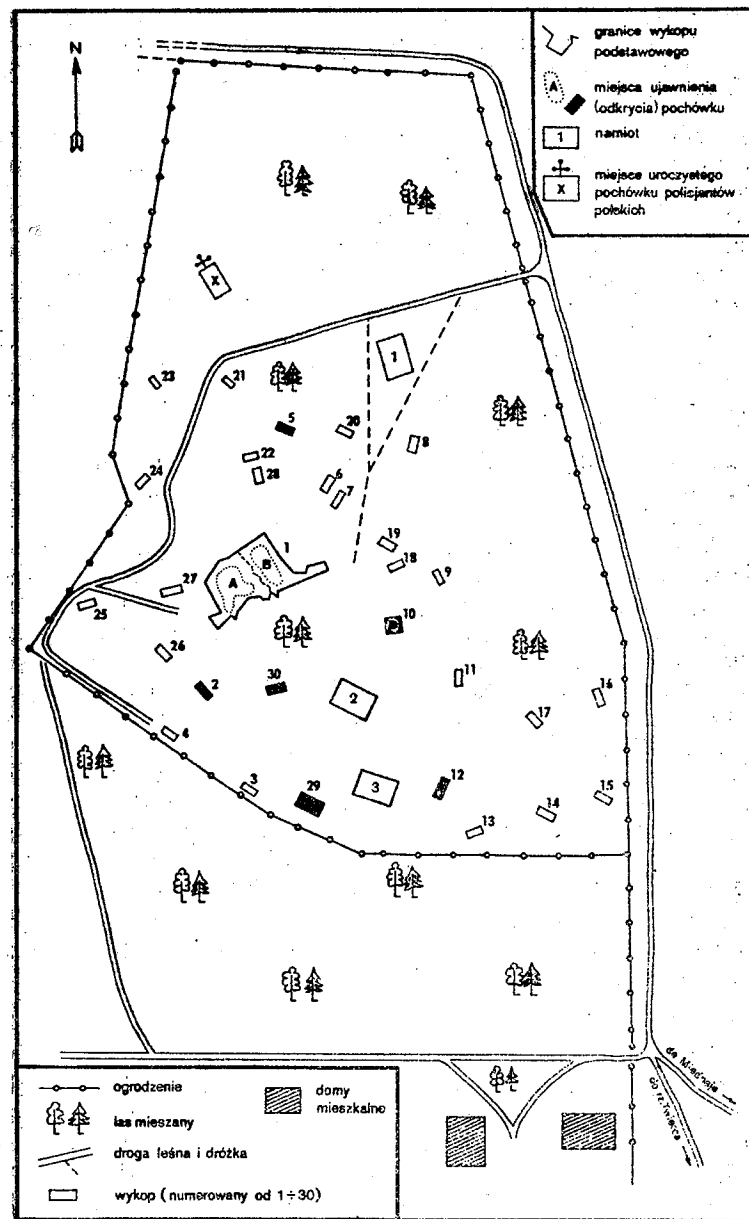 N
granice wykopu
podstawowego
A
miejsca ujawnienia
(odkrycia) pochówku
1
namiot
X
miejsce uroczystego
pochówku policjantów
polskich
X
1
23
21
5
20
8
22
28
24
6
7
1
B
A
19
18
9
27
25
10
26
2
30
2
11
16
17
4
3
29
3
12
13
14
15
ogrodzenie
las mieszany
droga leśna i dróżka
wykop (numerowany od 1÷30)
domy
mieszkalne
do Miednoje